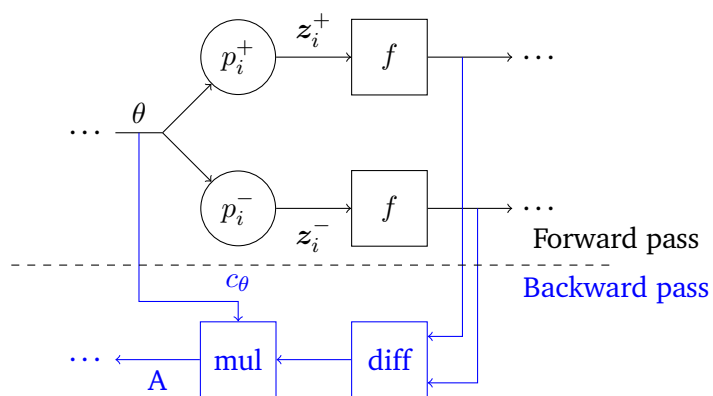 z_i^+
p_i^+
f
⋯
θ
⋯
p_i^-
f
⋯
z_i^-
Forward pass
c_θ
Backward pass
⋯
mul
diff
A